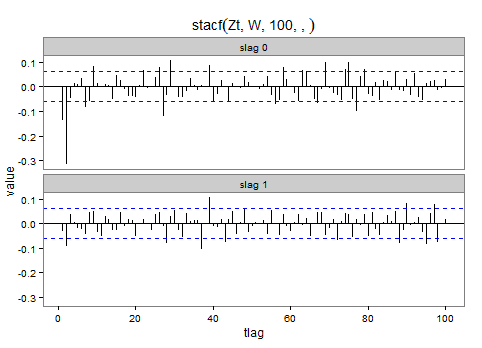 stacf(Zt, W, 100, , )
slag 0
0.1
0.0
-0.1
-0.2
-0.3
slag 1
0.1
0.0
-0.1
-0.2
-0.3
value
0 20 40 60 80 100
tlag